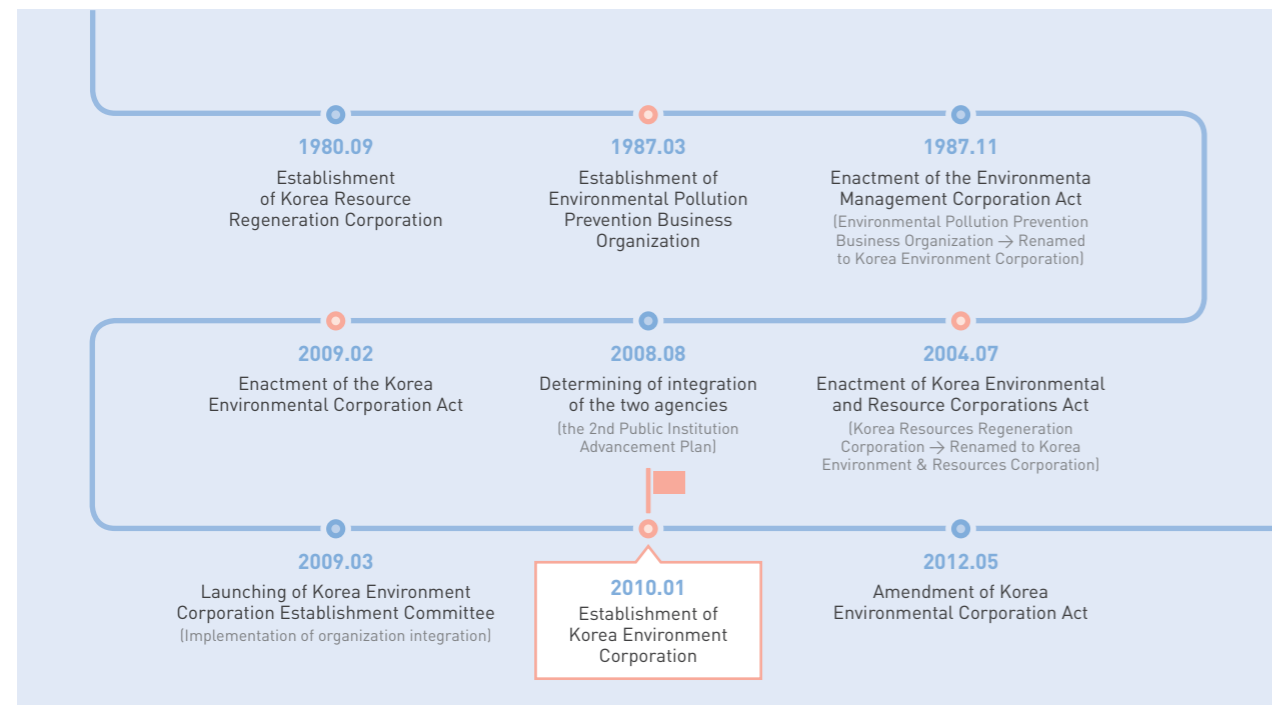 1980.09
Establishment
of Korea Resource
Regeneration Corporation
1987.03
Establishment of
Environmental Pollution
Prevention Business
Organization
1987.11
Enactment of the Environmenta
Management Corporation Act
(Environmental Pollution Prevention
Business Organization → Renamed
to Korea Environment Corporation)
2009.02
Enactment of the Korea
Environmental Corporation Act
2008.08
Determining of integration
of the two agencies
(the 2nd Public Institution
Advancement Plan)
2004.07
Enactment of Korea Environmental
and Resource Corporations Act
(Korea Resources Regeneration
Corporation → Renamed to Korea
Environment & Resources Corporation)
2009.03
Launching of Korea Environment
Corporation Establishment Committee
(Implementation of organization integration)
2010.01
Establishment of
Korea Environment
Corporation
2012.05
Amendment of Korea
Environmental Corporation Act